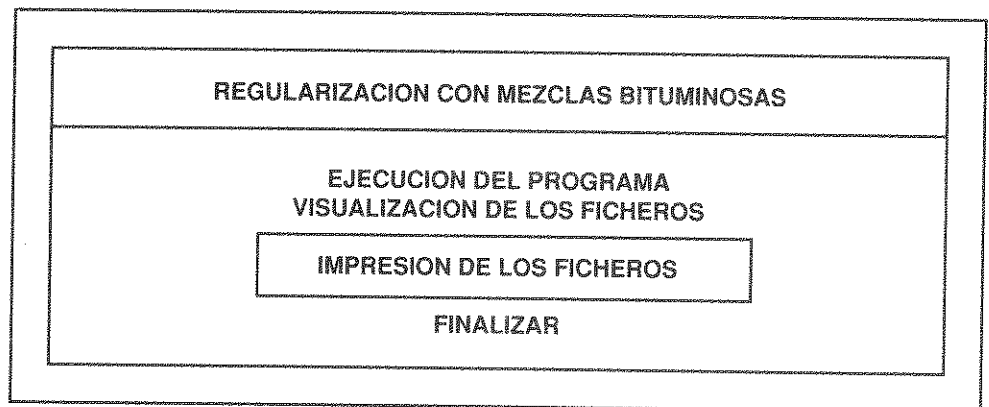 REGULARIZACION CON MEZCLAS BITUMINOSAS
EJECUCION DEL PROGRAMA
VISUALIZACION DE LOS FICHEROS
IMPRESION DE LOS FICHEROS
FINALIZAR